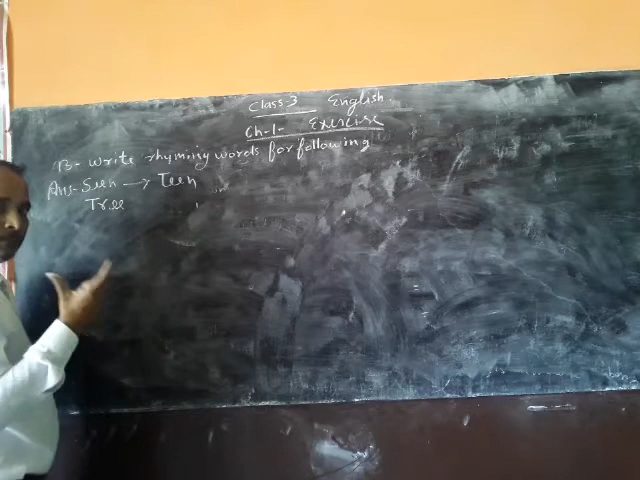 Class-3 English.
Ch-1- Exercise
B- Write rhyming words for following
Ans- Seen → Teen
Tree